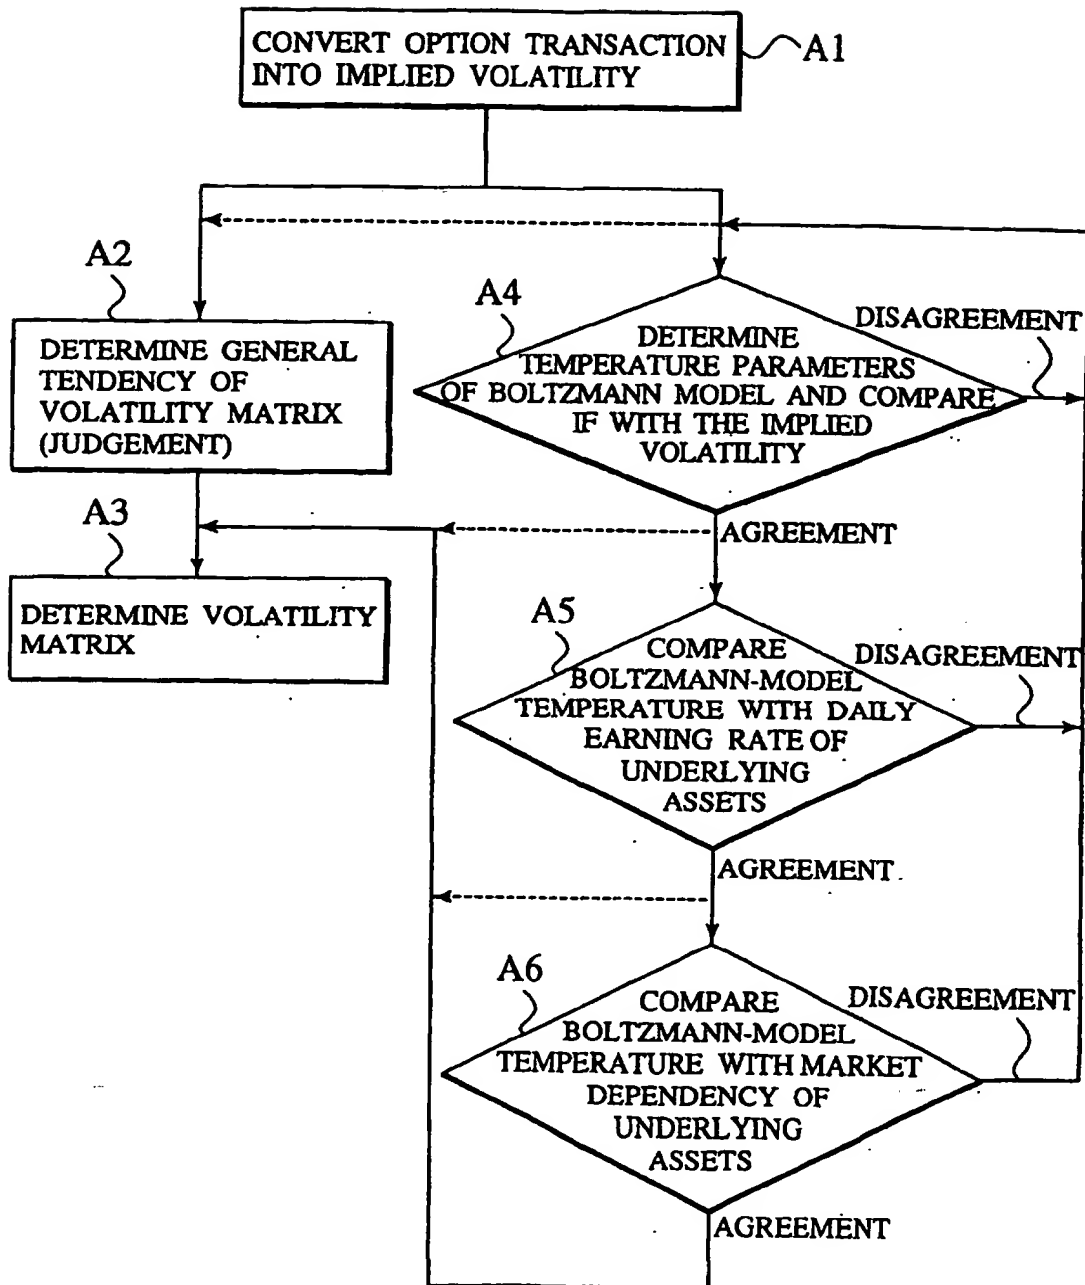 CONVERT OPTION TRANSACTION
INTO IMPLIED VOLATILITY
A1
A2
DETERMINE GENERAL
TENDENCY OF
VOLATILITY MATRIX
(JUDGEMENT)
A3
DETERMINE VOLATILITY
MATRIX
A4
DETERMINE
TEMPERATURE PARAMETERS
OF BOLTZMANN MODEL AND COMPARE
IF WITH THE IMPLIED
VOLATILITY
DISAGREEMENT
AGREEMENT
A5
COMPARE
BOLTZMANN-MODEL
TEMPERATURE WITH DAILY
EARNING RATE OF
UNDERLYING
ASSETS
DISAGREEMENT
AGREEMENT
A6
COMPARE
BOLTZMANN-MODEL
TEMPERATURE WITH MARKET
DEPENDENCY OF
UNDERLYING
ASSETS
DISAGREEMENT
AGREEMENT